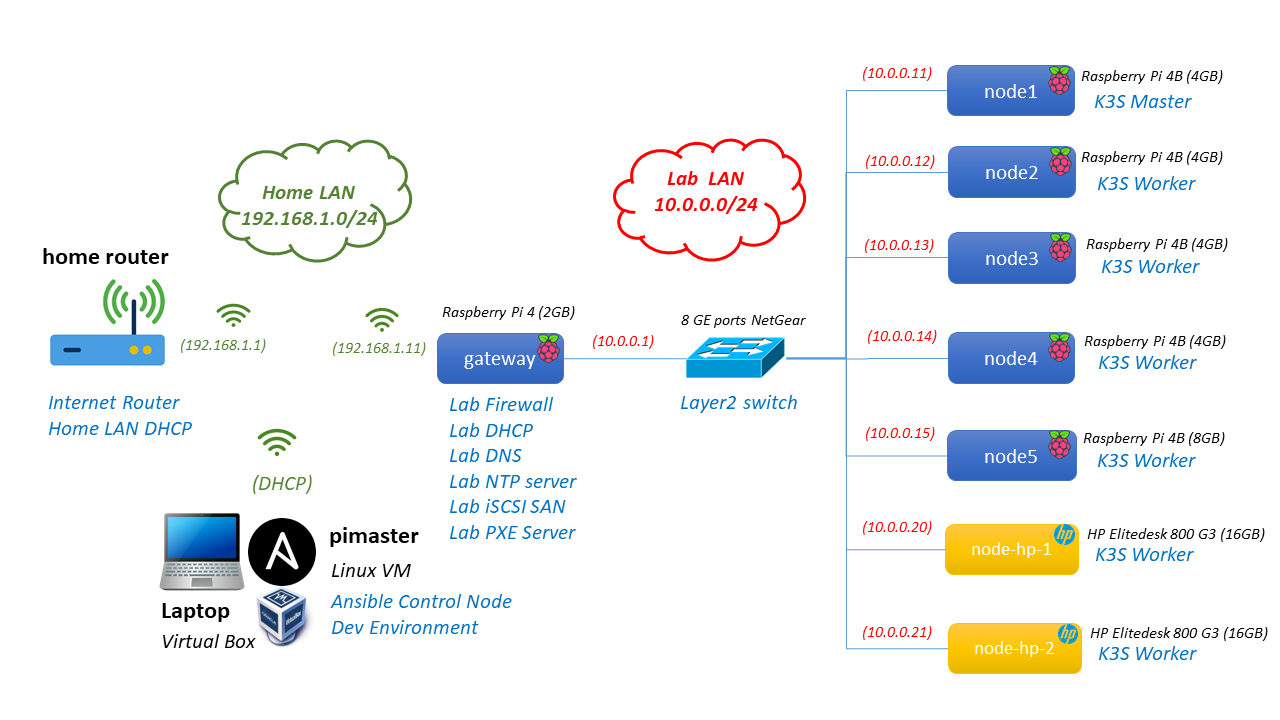 Home LAN
192.168.1.0/24
Lab LAN
10.0.0.0/24
home router
(192.168.1.1)
Internet Router
Home LAN DHCP
(192.168.1.11)
Raspberry Pi 4 (2GB)
gateway
Lab Firewall
Lab DHCP
Lab DNS
Lab NTP server
Lab iSCSI SAN
Lab PXE Server
(10.0.0.1)
8 GE ports NetGear
Layer2 switch
(DHCP)
Laptop
Virtual Box
pimaster
Linux VM
Ansible Control Node
Dev Environment
(10.0.0.11)
node1
Raspberry Pi 4B (4GB)
K3S Master
(10.0.0.12)
node2
Raspberry Pi 4B (4GB)
K3S Worker
(10.0.0.13)
node3
Raspberry Pi 4B (4GB)
K3S Worker
(10.0.0.14)
node4
Raspberry Pi 4B (4GB)
K3S Worker
(10.0.0.15)
node5
Raspberry Pi 4B (8GB)
K3S Worker
(10.0.0.20)
node-hp-1
hp
HP Elitedesk 800 G3 (16GB)
K3S Worker
(10.0.0.21)
node-hp-2
hp
HP Elitedesk 800 G3 (16GB)
K3S Worker